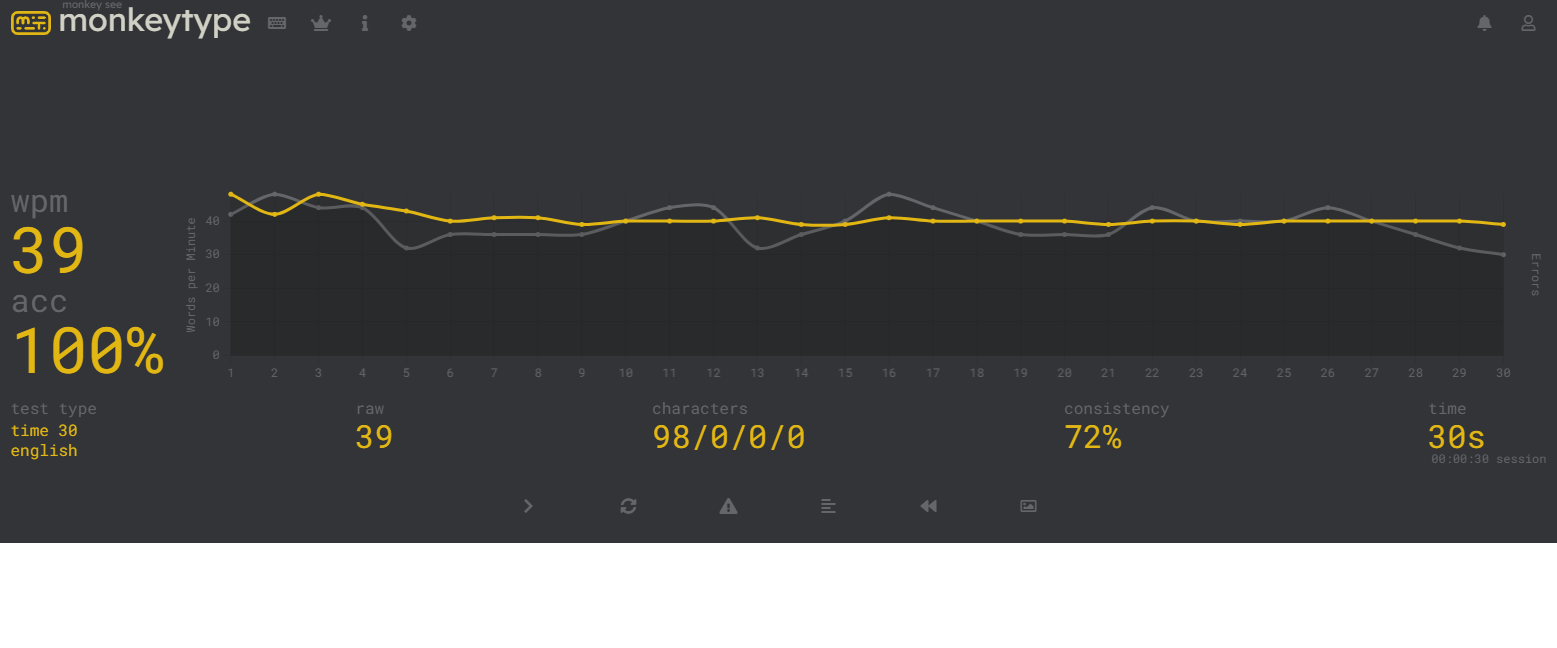 monkey see
monkeytype
wpm
39
acc
100%
Words per Minute
40
30
20
10
0
1 2 3 4 5 6 7 8 9 10 11 12 13 14 15 16 17 18 19 20 21 22 23 24 25 26 27 28 29 30
Errors
test type
time 30
english
raw
39
characters
98/0/0/0
consistency
72%
time
30s
00:00:30 session